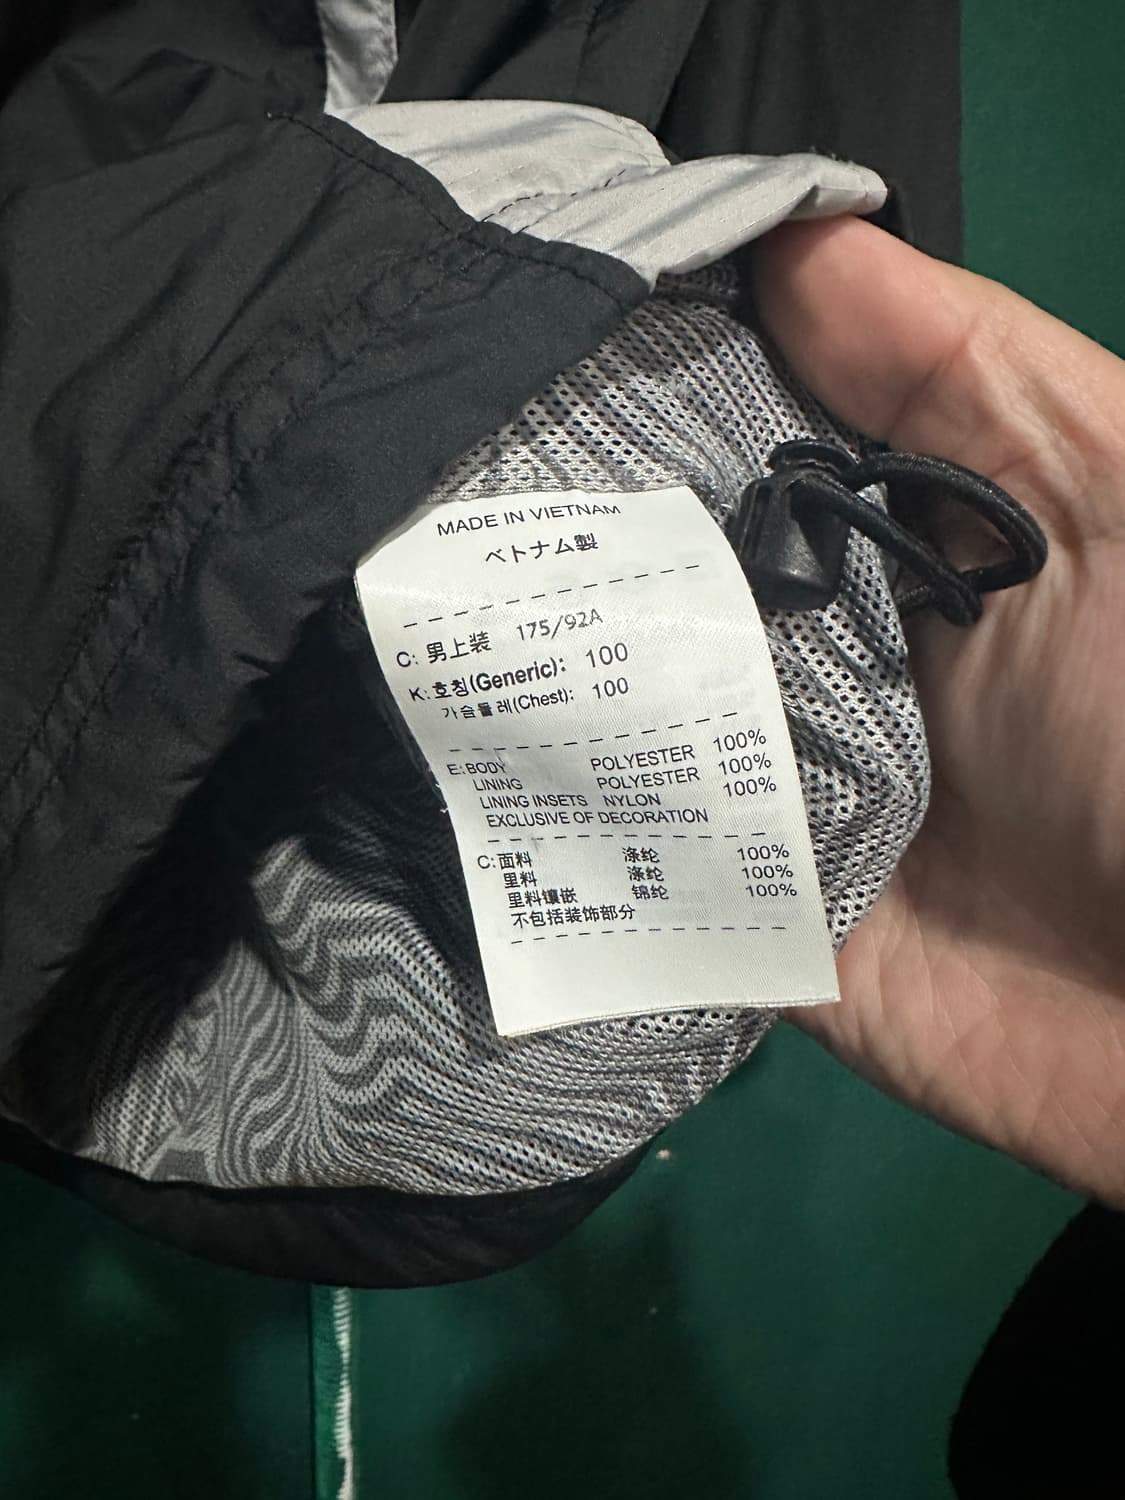 MADE IN VIETNAM
ベトナム製
C: 男上装 175/92A
K: 호칭(Generic): 100
가슴둘레(Chest): 100
E: BODY POLYESTER 100%
LINING POLYESTER 100%
LINING INSETS NYLON 100%
EXCLUSIVE OF DECORATION
C: 面料 涤纶 100%
里料 涤纶 100%
里料镶嵌 锦纶 100%
不包括装饰部分